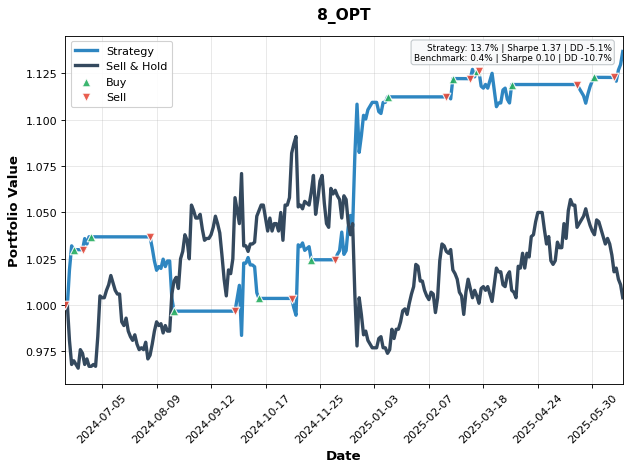 8_OPT
Strategy
Sell & Hold
Buy
Sell
Strategy: 13.7% | Sharpe 1.37 | DD -5.1%
Benchmark: 0.4% | Sharpe 0.10 | DD -10.7%
Portfolio Value
1.125
1.100
1.075
1.050
1.025
1.000
0.975
2024-07-05
2024-08-09
2024-09-12
2024-10-17
2024-11-25
2025-01-03
2025-02-07
2025-03-18
2025-04-24
2025-05-30
Date